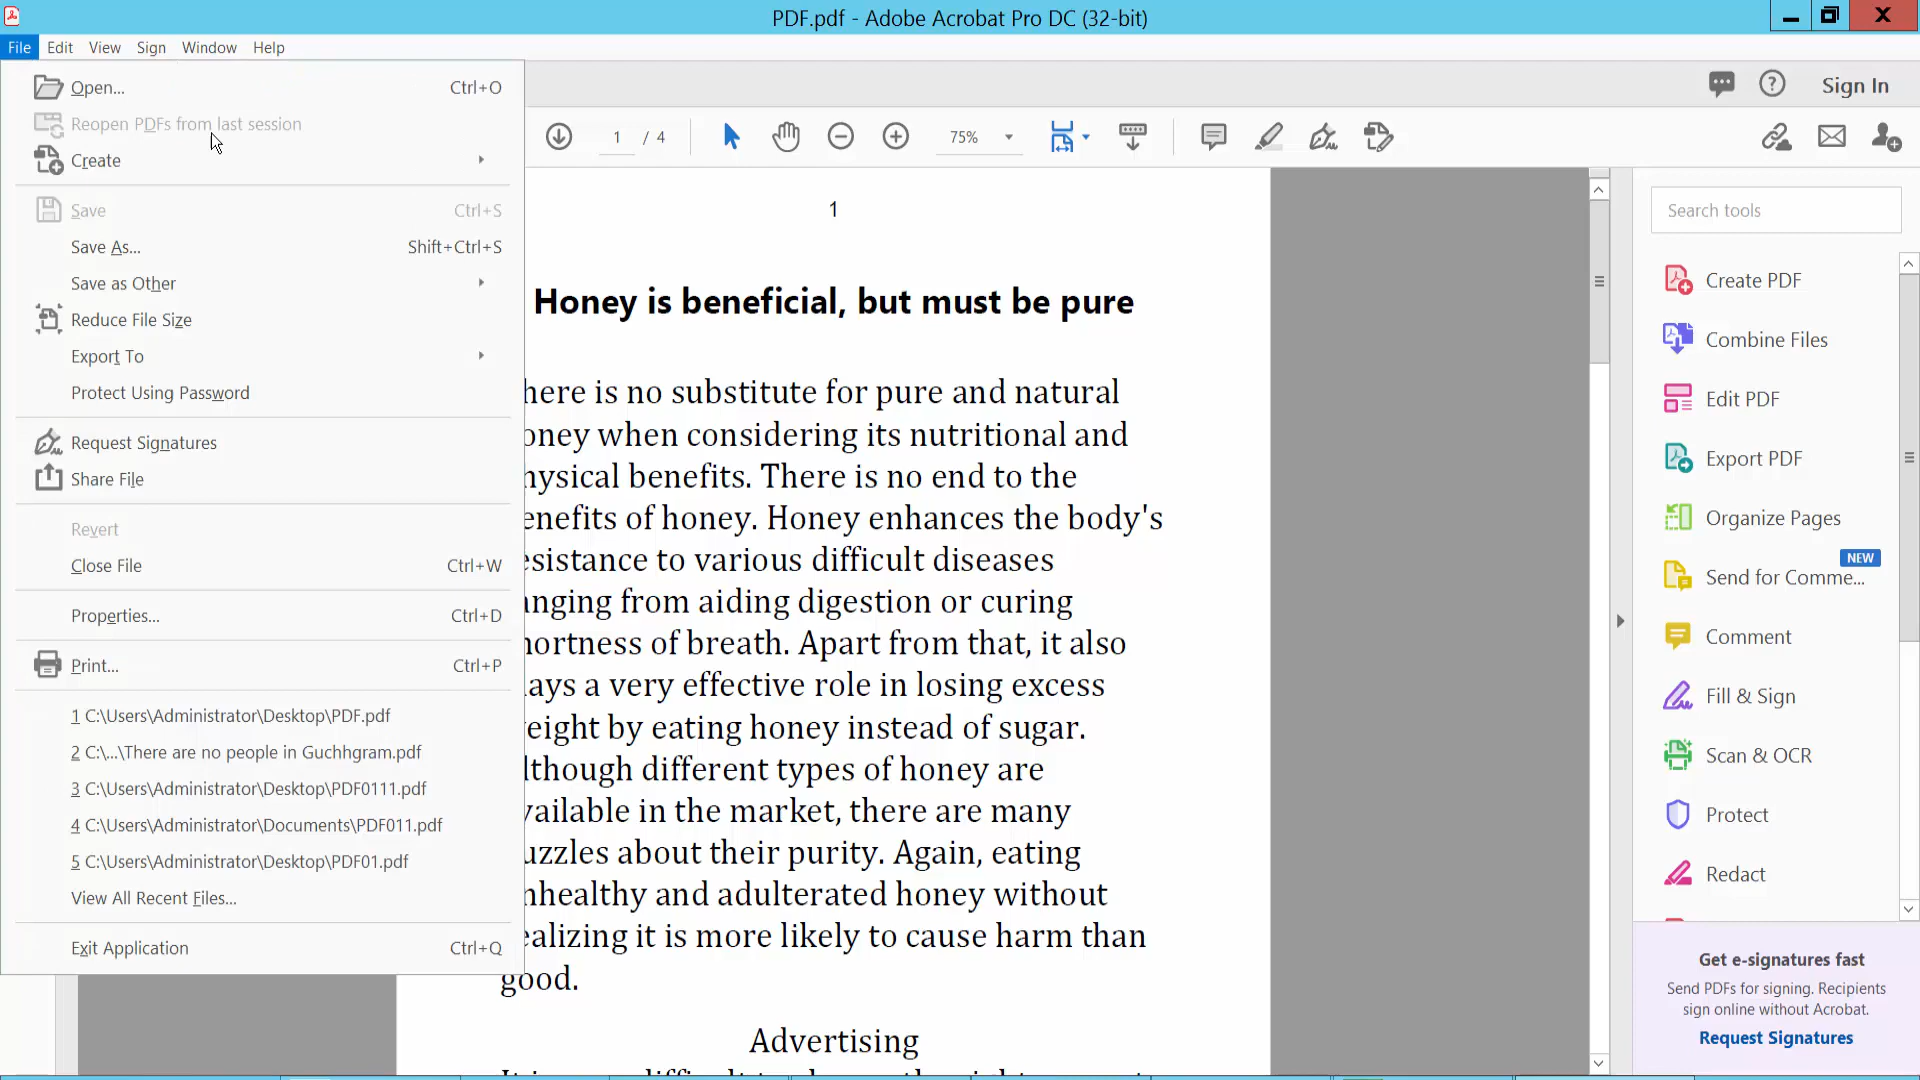 PDF.pdf - Adobe Acrobat Pro DC (32-bit)
File Edit View Sign Window Help
Open... Ctrl+O
Reopen PDFs from last session
Create
Save Ctrl+S
Save As... Shift+Ctrl+S
Save as Other
Reduce File Size
Export To
Protect Using Password
Request Signatures
Share File
Revert
Close File Ctrl+W
Properties... Ctrl+D
Print... Ctrl+P
1 C:\Users\Administrator\Desktop\PDF.pdf
2 C:\...\There are no people in Guchhgram.pdf
3 C:\Users\Administrator\Desktop\PDF0111.pdf
4 C:\Users\Administrator\Documents\PDF011.pdf
5 C:\Users\Administrator\Desktop\PDF01.pdf
View All Recent Files...
Exit Application Ctrl+Q
Sign In
1 / 4
75%
1
Honey is beneficial, but must be pure
here is no substitute for pure and natural
oney when considering its nutritional and
hysical benefits. There is no end to the
enefits of honey. Honey enhances the body's
esistance to various difficult diseases
anging from aiding digestion or curing
hortness of breath. Apart from that, it also
lays a very effective role in losing excess
eight by eating honey instead of sugar.
lthough different types of honey are
vailable in the market, there are many
uzzles about their purity. Again, eating
nhealthy and adulterated honey without
ealizing it is more likely to cause harm than
good.
Advertising
Search tools
Create PDF
Combine Files
Edit PDF
Export PDF
Organize Pages
NEW
Send for Comme...
Comment
Fill & Sign
Scan & OCR
Protect
Redact
Get e-signatures fast
Send PDFs for signing. Recipients
sign online without Acrobat.
Request Signatures